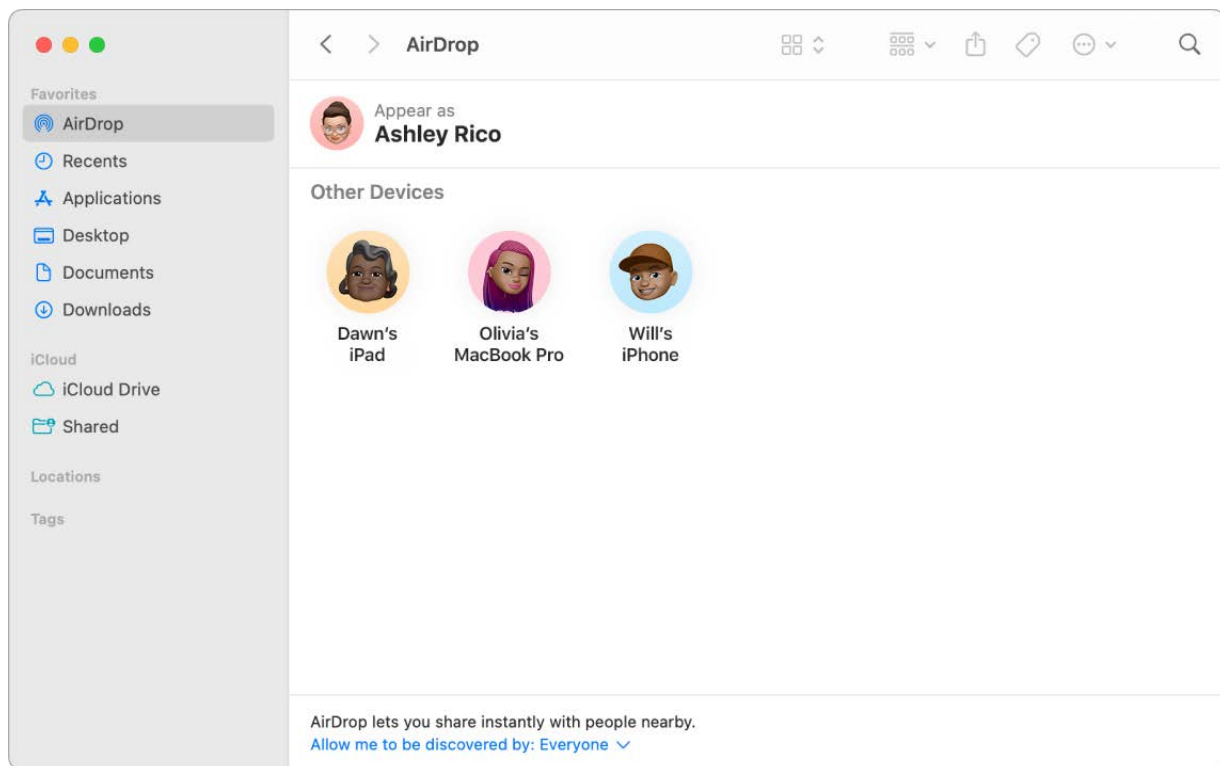 AirDrop
Favorites
AirDrop
Recents
Applications
Desktop
Documents
Downloads
iCloud
iCloud Drive
Shared
Locations
Tags
Appear as
Ashley Rico
Other Devices
Dawn's
iPad
Olivia's
MacBook Pro
Will's
iPhone
AirDrop lets you share instantly with people nearby.
Allow me to be discovered by: Everyone